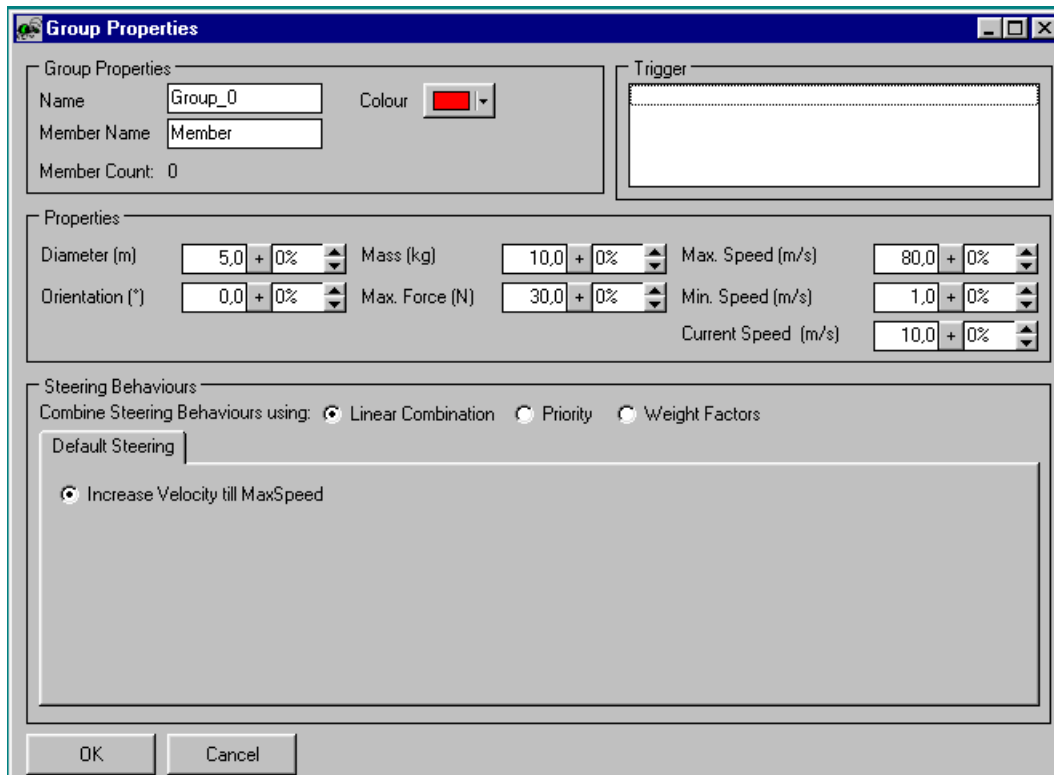 Group Properties
Group Properties
Name Group_0 Colour
Member Name Member
Member Count: 0
Trigger
Properties
Diameter (m) 5,0 + 0% Mass (kg) 10,0 + 0% Max. Speed (m/s) 80,0 + 0%
Orientation (°) 0,0 + 0% Max. Force (N) 30,0 + 0% Min. Speed (m/s) 1,0 + 0%
Current Speed (m/s) 10,0 + 0%
Steering Behaviours
Combine Steering Behaviours using: Linear Combination Priority Weight Factors
Default Steering
Increase Velocity till MaxSpeed
OK Cancel